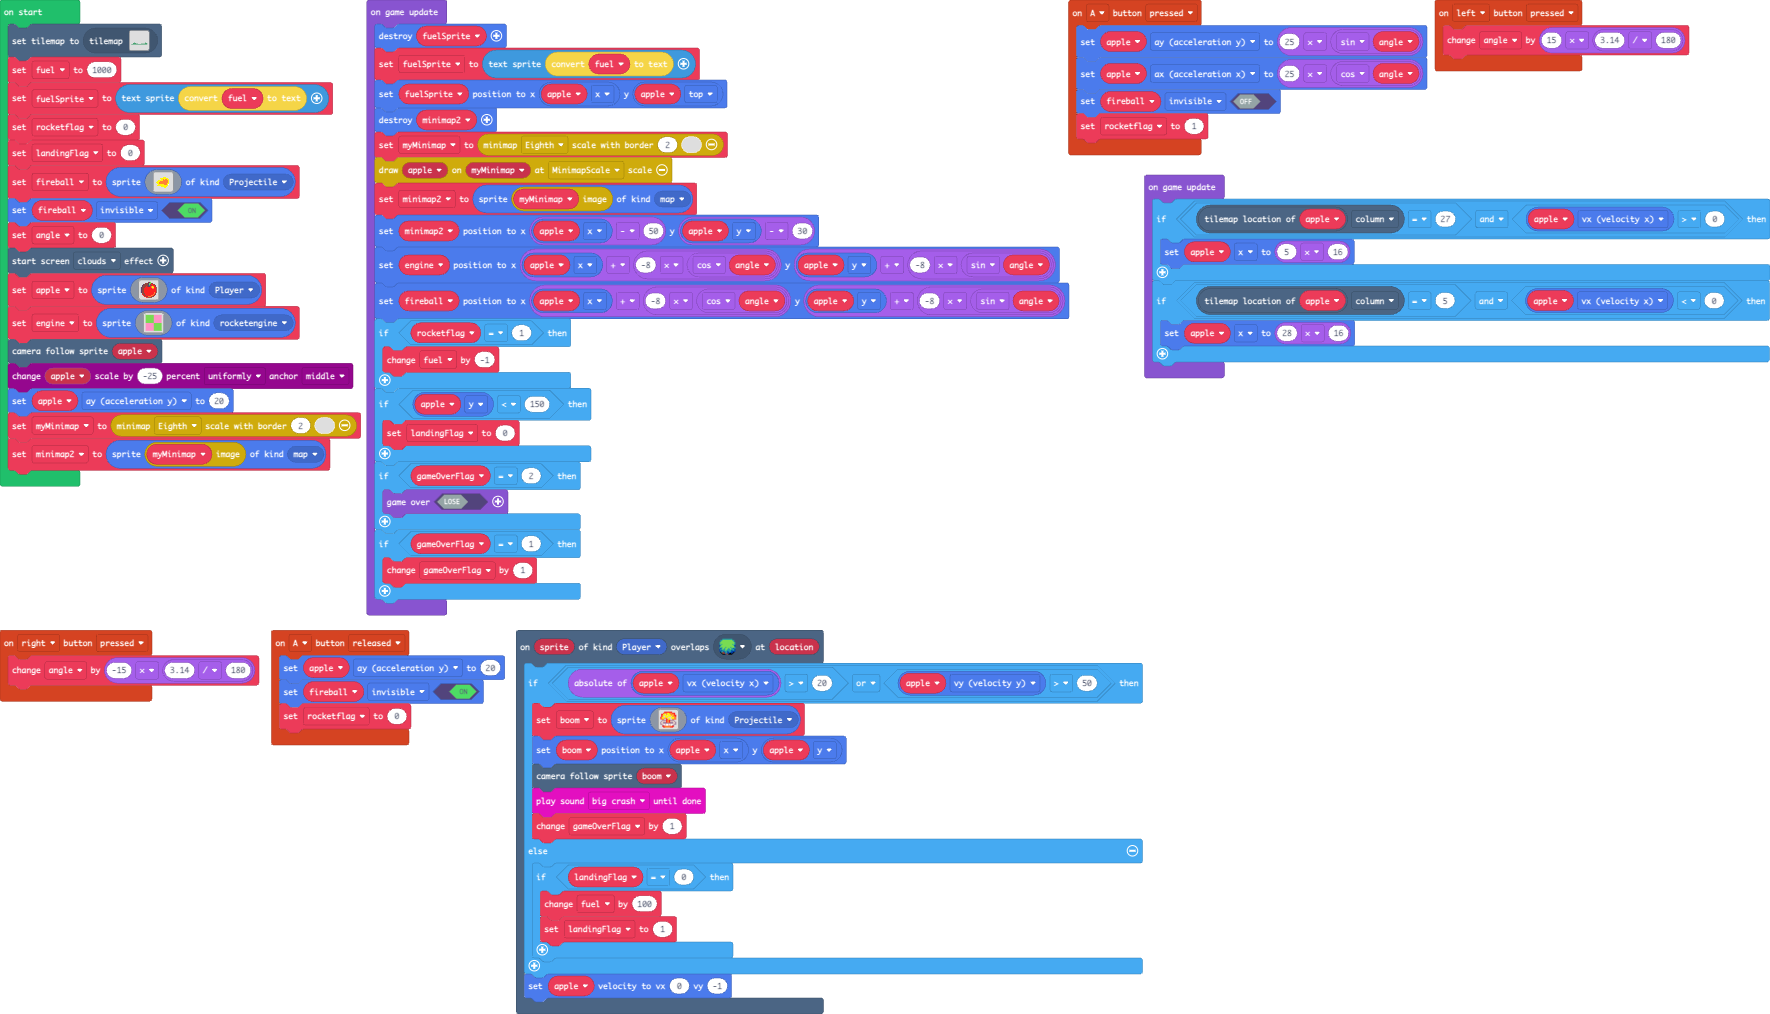 on start
set tilemap to tilemap
set fuel to 1000
set fuelSprite to text sprite convert fuel to text
set rocketflag to 0
set landingFlag to 0
set fireball to sprite of kind Projectile
set fireball invisible ON
set angle to 0
start screen clouds effect
set apple to sprite of kind Player
set engine to sprite of kind rocketengine
camera follow sprite apple
change apple scale by -25 percent uniformly anchor middle
set apple ay (acceleration y) to 20
set myMinimap to minimap Eighth scale with border 2
set minimap2 to sprite myMinimap image of kind map
on game update
destroy fuelSprite
set fuelSprite to text sprite convert fuel to text
set fuelSprite position to x apple x y apple top
destroy minimap2
set myMinimap to minimap Eighth scale with border 2
draw apple on myMinimap at MinimapScale scale
set minimap2 to sprite myMinimap image of kind map
set minimap2 position to x apple x - 50 y apple y - 30
set engine position to x apple x + -8 × cos angle y apple y + -8 × sin angle
set fireball position to x apple x + -8 × cos angle y apple y + -8 × sin angle
if rocketflag = 1 then
change fuel by -1
if apple y < 150 then
set landingFlag to 0
if gameOverFlag = 2 then
game over LOSE
if gameOverFlag = 1 then
change gameOverFlag by 1
on A button pressed
set apple ay (acceleration y) to 25 × sin angle
set apple ax (acceleration x) to 25 × cos angle
set fireball invisible OFF
set rocketflag to 1
on left button pressed
change angle by 15 × 3.14 / 180
on game update
if tilemap location of apple column = 27 and apple vx (velocity x) > 0 then
set apple x to 5 × 16
if tilemap location of apple column = 5 and apple vx (velocity x) < 0 then
set apple x to 28 × 16
on right button pressed
change angle by -15 × 3.14 / 180
on A button released
set apple ay (acceleration y) to 20
set fireball invisible ON
set rocketflag to 0
on sprite of kind Player overlaps at location
if absolute of apple vx (velocity x) > 20 or apple vy (velocity y) > 50 then
set boom to sprite of kind Projectile
set boom position to x apple x y apple y
camera follow sprite boom
play sound big crash until done
change gameOverFlag by 1
else
if landingFlag = 0 then
change fuel by 100
set landingFlag to 1
set apple velocity to vx 0 vy -1